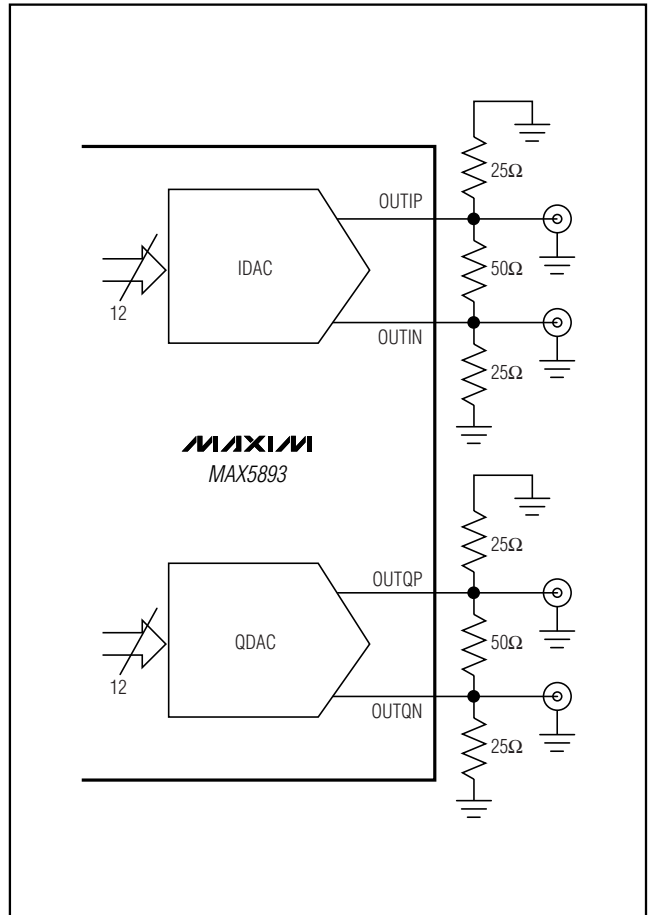 25Ω
OUTIP
IDAC
50Ω
12
OUTIN
25Ω
MAXIM
MAX5893
25Ω
OUTQP
QDAC
50Ω
12
OUTQN
25Ω